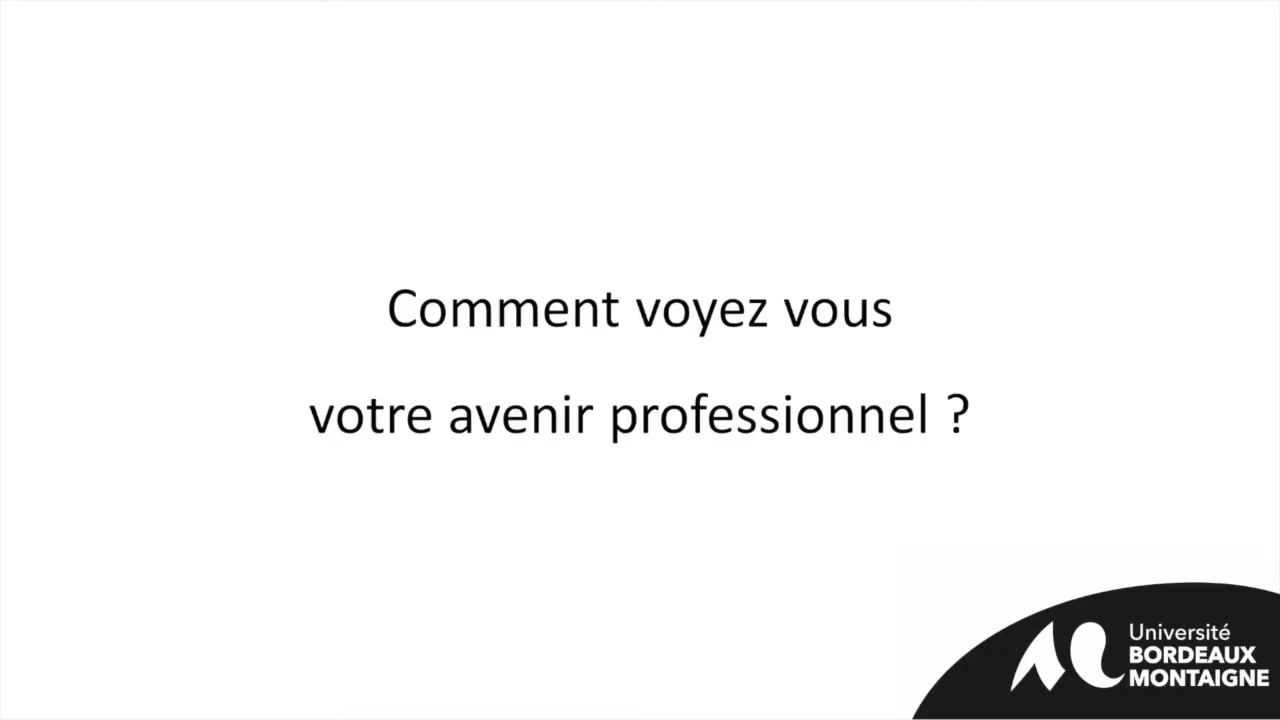 Comment voyez vous
votre avenir professionnel ?
Université
BORDEAUX
MONTAIGNE